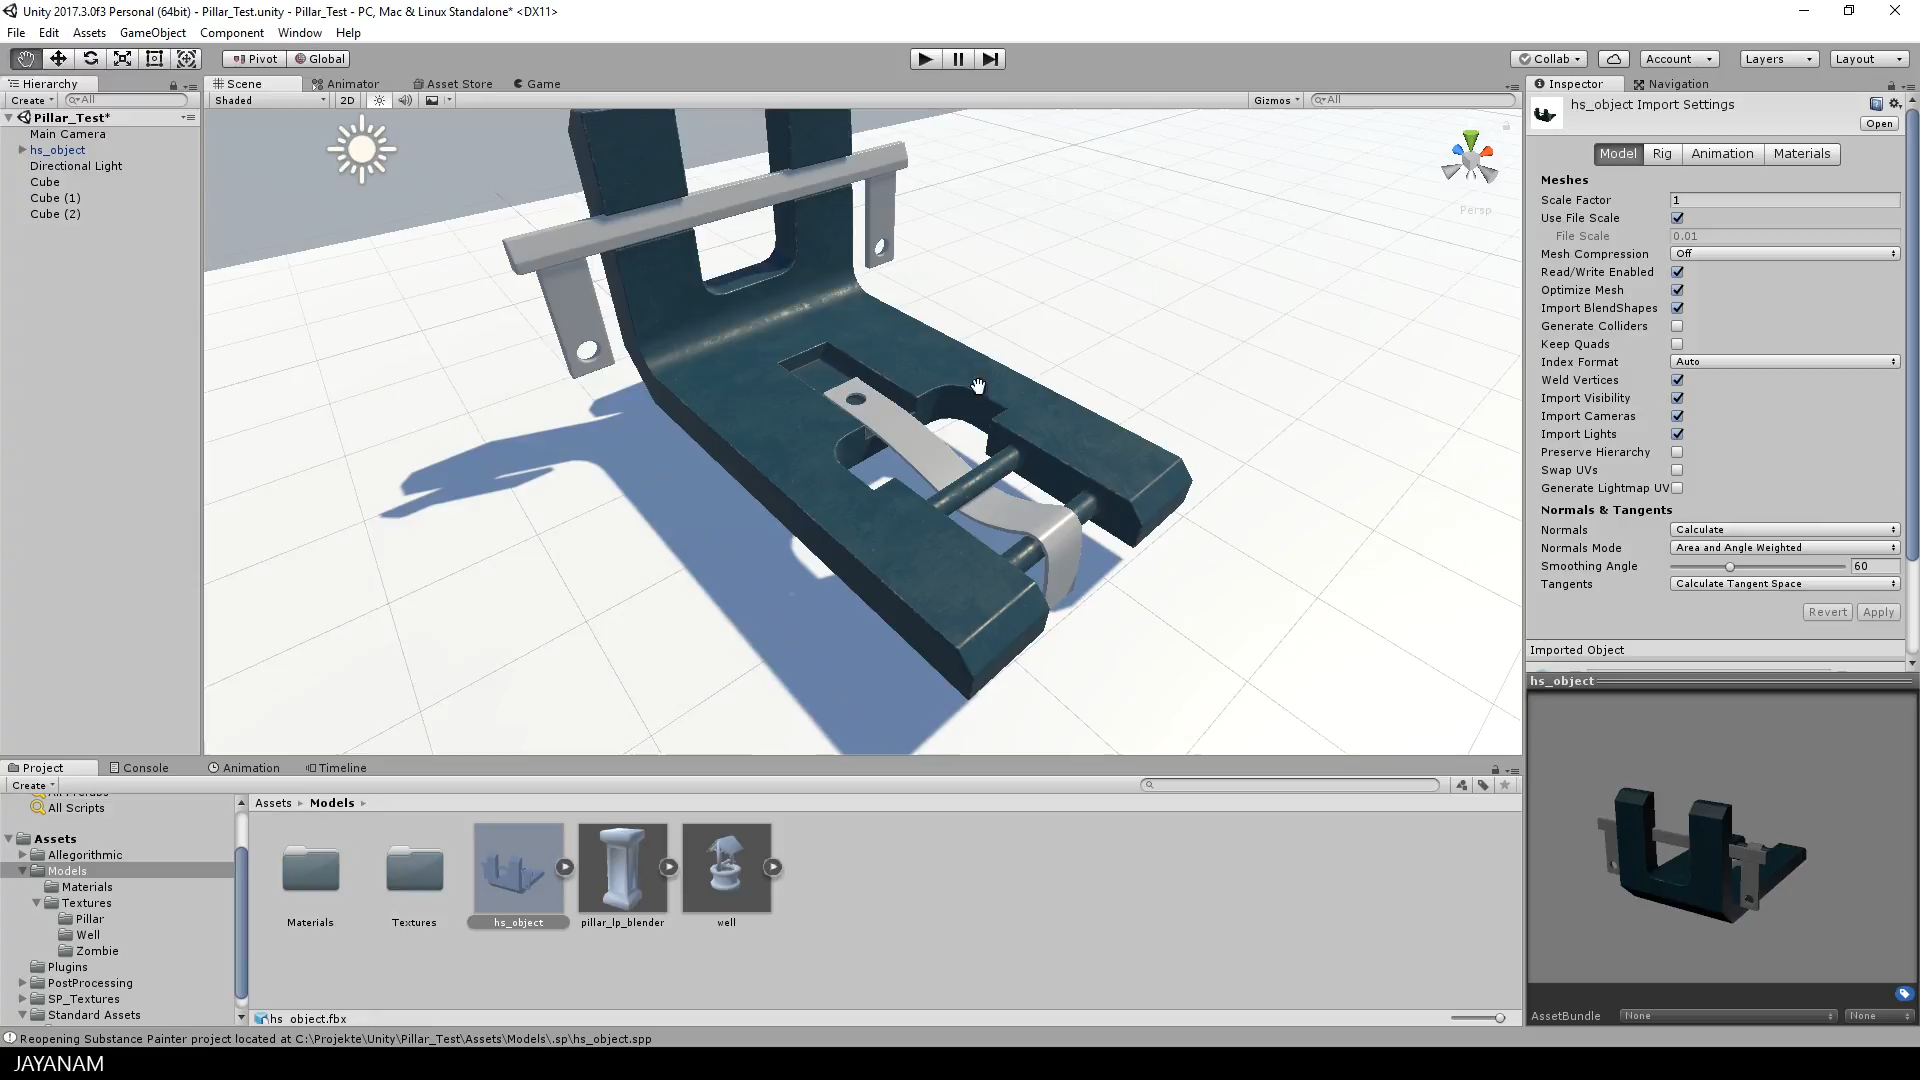 Unity 2017.3.0f3 Personal (64bit) - Pillar_Test.unity - Pillar_Test - PC, Mac & Linux Standalone* <DX11>
File Edit Assets GameObject Component Window Help
Pivot Global Collab Account Layers Layout
Hierarchy
Create All
Pillar_Test*
Main Camera
hs_object
Directional Light
Cube
Cube (1)
Cube (2)
Scene Animator Asset Store Game
Shaded 2D Gizmos All
Persp
Inspector Navigation
hs_object Import Settings
Open
Model Rig Animation Materials
Meshes
Scale Factor 1
Use File Scale
File Scale 0.01
Mesh Compression Off
Read/Write Enabled
Optimize Mesh
Import BlendShapes
Generate Colliders
Keep Quads
Index Format Auto
Weld Vertices
Import Visibility
Import Cameras
Import Lights
Preserve Hierarchy
Swap UVs
Generate Lightmap UV
Normals & Tangents
Normals Calculate
Normals Mode Area and Angle Weighted
Smoothing Angle 60
Tangents Calculate Tangent Space
Revert Apply
Imported Object
hs_object
AssetBundle None None
Project Console Animation Timeline
Create
All Prefabs
All Scripts
Assets
Allegorithmic
Models
Materials
Textures
Pillar
Well
Zombie
Plugins
PostProcessing
SP_Textures
Standard Assets
Assets Models
Materials Textures hs_object pillar_lp_blender well
hs_object.fbx
Reopening Substance Painter project located at C:\Projekte\Unity\Pillar_Test\Assets\Models\.sp\hs_object.spp
JAYANAM